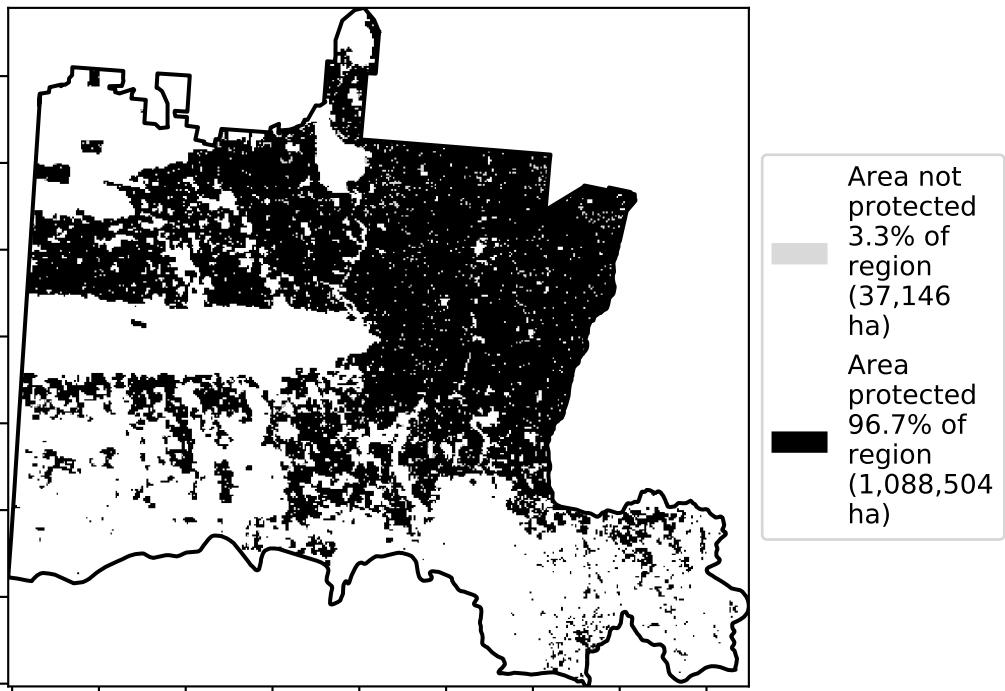 Area not
protected
3.3% of
region
(37,146
ha)
Area
protected
96.7% of
region
(1,088,504
ha)